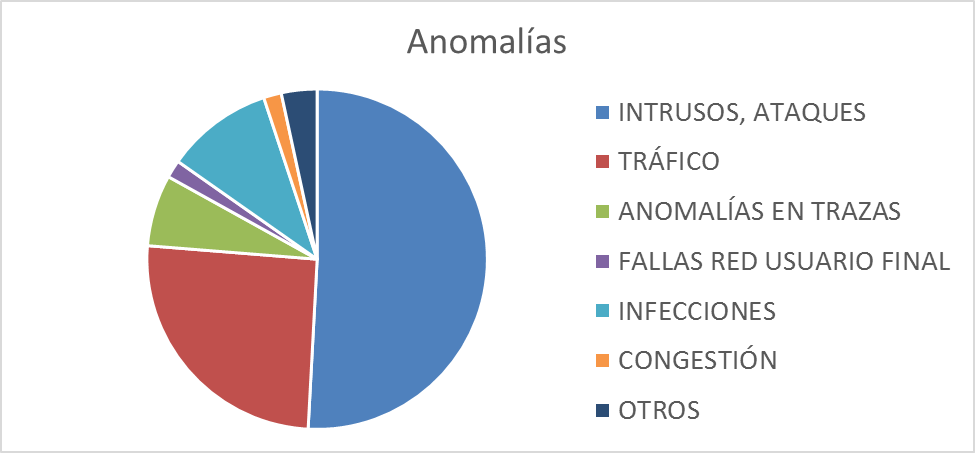 Anomalías
INTRUSOS, ATAQUES
TRÁFICO
ANOMALÍAS EN TRAZAS
FALLAS RED USUARIO FINAL
INFECCIONES
CONGESTIÓN
OTROS